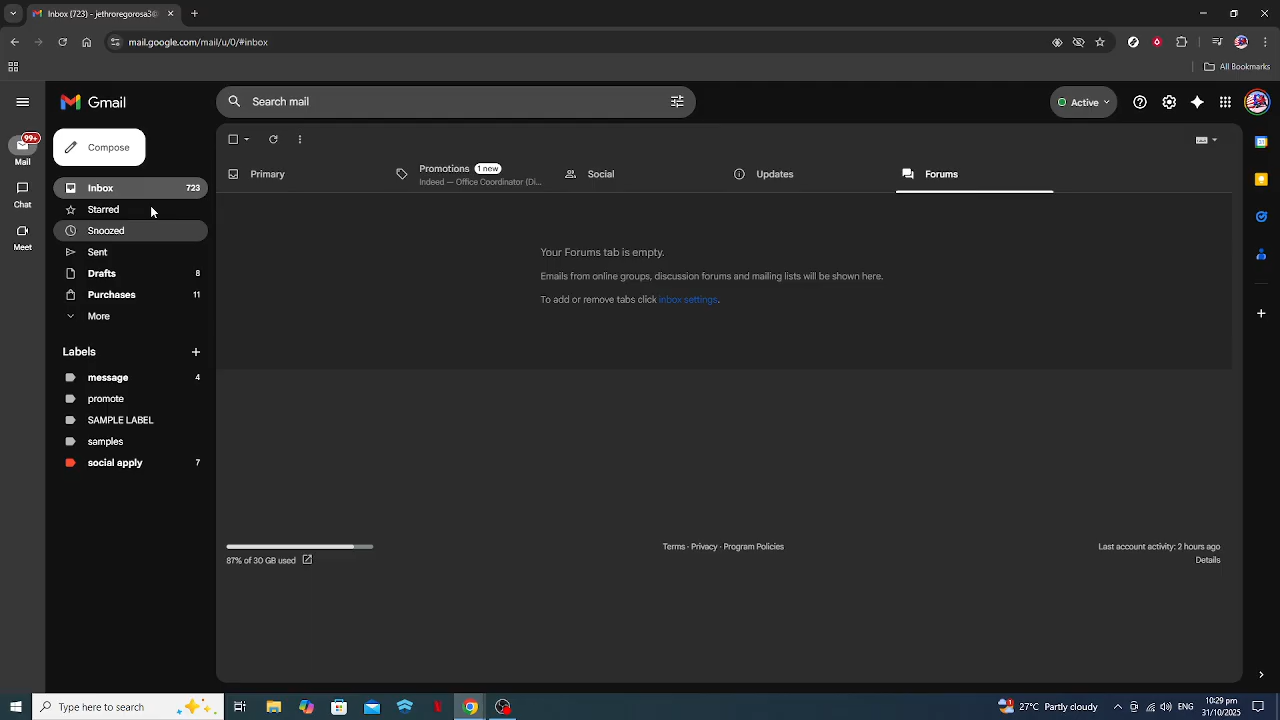 Inbox (723) - jethroregorosa3@
mail.google.com/mail/u/0/#inbox
All Bookmarks
99+
Mail
Chat
Meet
Gmail
Search mail
Active
Compose
Inbox 723
Starred
Snoozed
Sent
Drafts 8
Purchases 11
More
Labels
message 4
promote
SAMPLE LABEL
samples
social apply 7
Primary
Promotions 1 new
Indeed — Office Coordinator (Di...
Social
Updates
Forums
Your Forums tab is empty.
Emails from online groups, discussion forums and mailing lists will be shown here.
To add or remove tabs click inbox settings.
87% of 30 GB used
Terms · Privacy · Program Policies
Last account activity: 2 hours ago
Details
Type here to search
27°C Partly cloudy
ENG
10:29 pm
31/10/2025